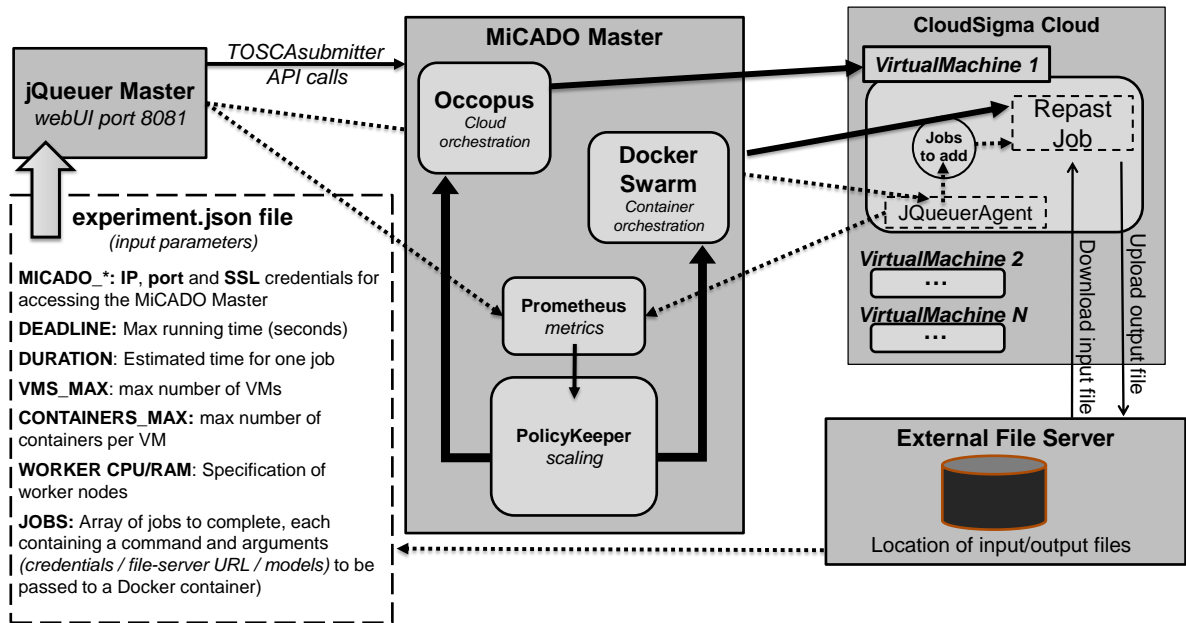 jQueuer Master
webUI port 8081
TOSCAsubmitter
API calls
experiment.json file
(input parameters)
MICADO_*: IP, port and SSL credentials for
accessing the MiCADO Master
DEADLINE: Max running time (seconds)
DURATION: Estimated time for one job
VMS_MAX: max number of VMs
CONTAINERS_MAX: max number of
containers per VM
WORKER CPU/RAM: Specification of
worker nodes
JOBS: Array of jobs to complete, each
containing a command and arguments
(credentials / file-server URL / models) to be
passed to a Docker container)
MiCADO Master
Occopus
Cloud
orchestration
Docker
Swarm
Container
orchestration
Prometheus
metrics
PolicyKeeper
scaling
CloudSigma Cloud
VirtualMachine 1
Repast
Job
Jobs
to add
JQueuerAgent
VirtualMachine 2
...
VirtualMachine N
...
Download input file
Upload output file
External File Server
Location of input/output files